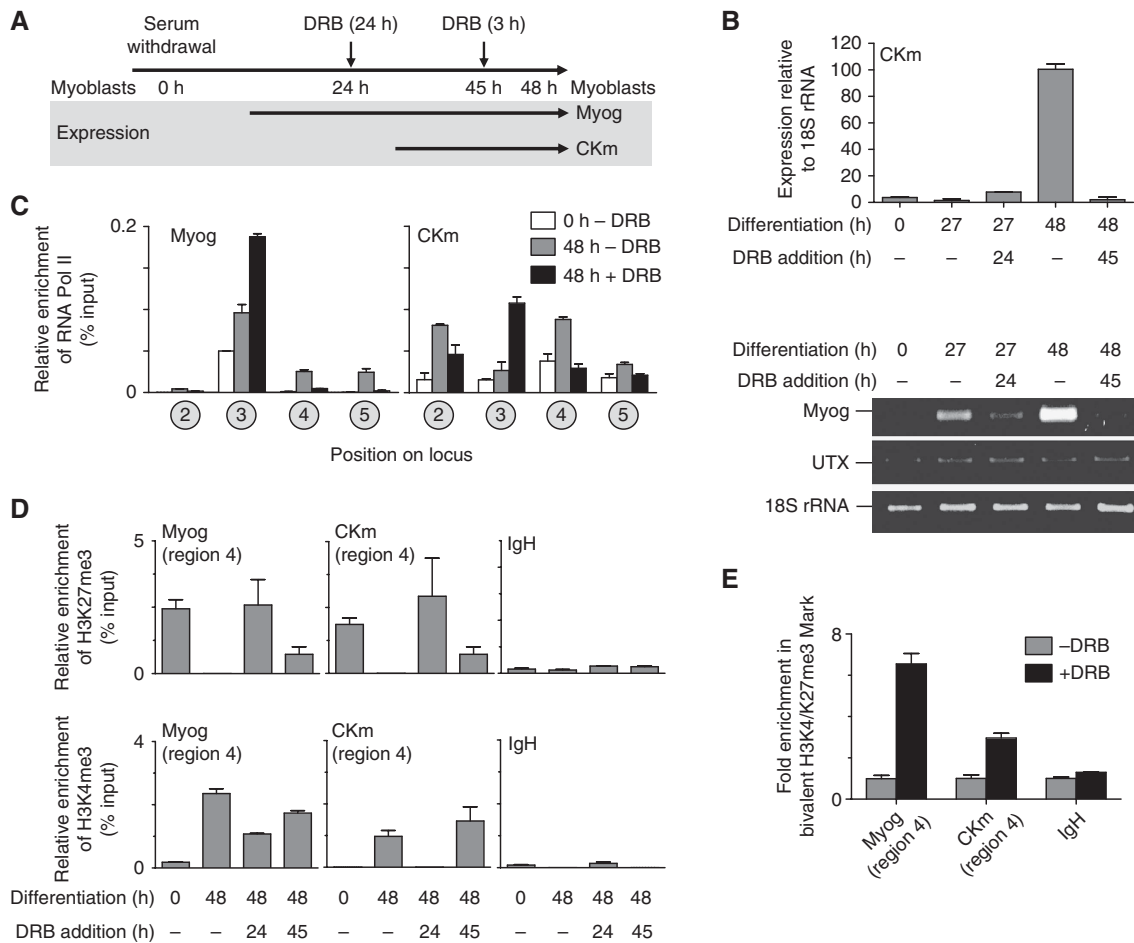 A
Serum
withdrawal
DRB (24 h)
DRB (3 h)
Myoblasts
0 h
24 h
45 h
48 h
Myoblasts
Expression
Myog
CKm
B
CKm
Expression relative
to 18S rRNA
120
100
80
60
40
20
0
Differentiation (h) 0 27 27 48 48
DRB addition (h) – – 24 – 45
Differentiation (h) 0 27 27 48 48
DRB addition (h) – – 24 – 45
Myog
UTX
18S rRNA
C
Relative enrichment
of RNA Pol II
(% input)
0.2
0
Myog
CKm
0 h – DRB
48 h – DRB
48 h + DRB
2 3 4 5 2 3 4 5
Position on locus
D
Relative enrichment
of H3K27me3
(% input)
5
0
Myog
(region 4)
CKm
(region 4)
IgH
Relative enrichment
of H3K4me3
(% input)
4
0
Myog
(region 4)
CKm
(region 4)
IgH
Differentiation (h) 0 48 48 48 0 48 48 48 0 48 48 48
DRB addition (h) – – 24 45 – – 24 45 – – 24 45
E
Fold enrichment in
bivalent H3K4/K27me3 Mark
8
4
0
–DRB
+DRB
Myog
(region 4)
CKm
(region 4)
IgH